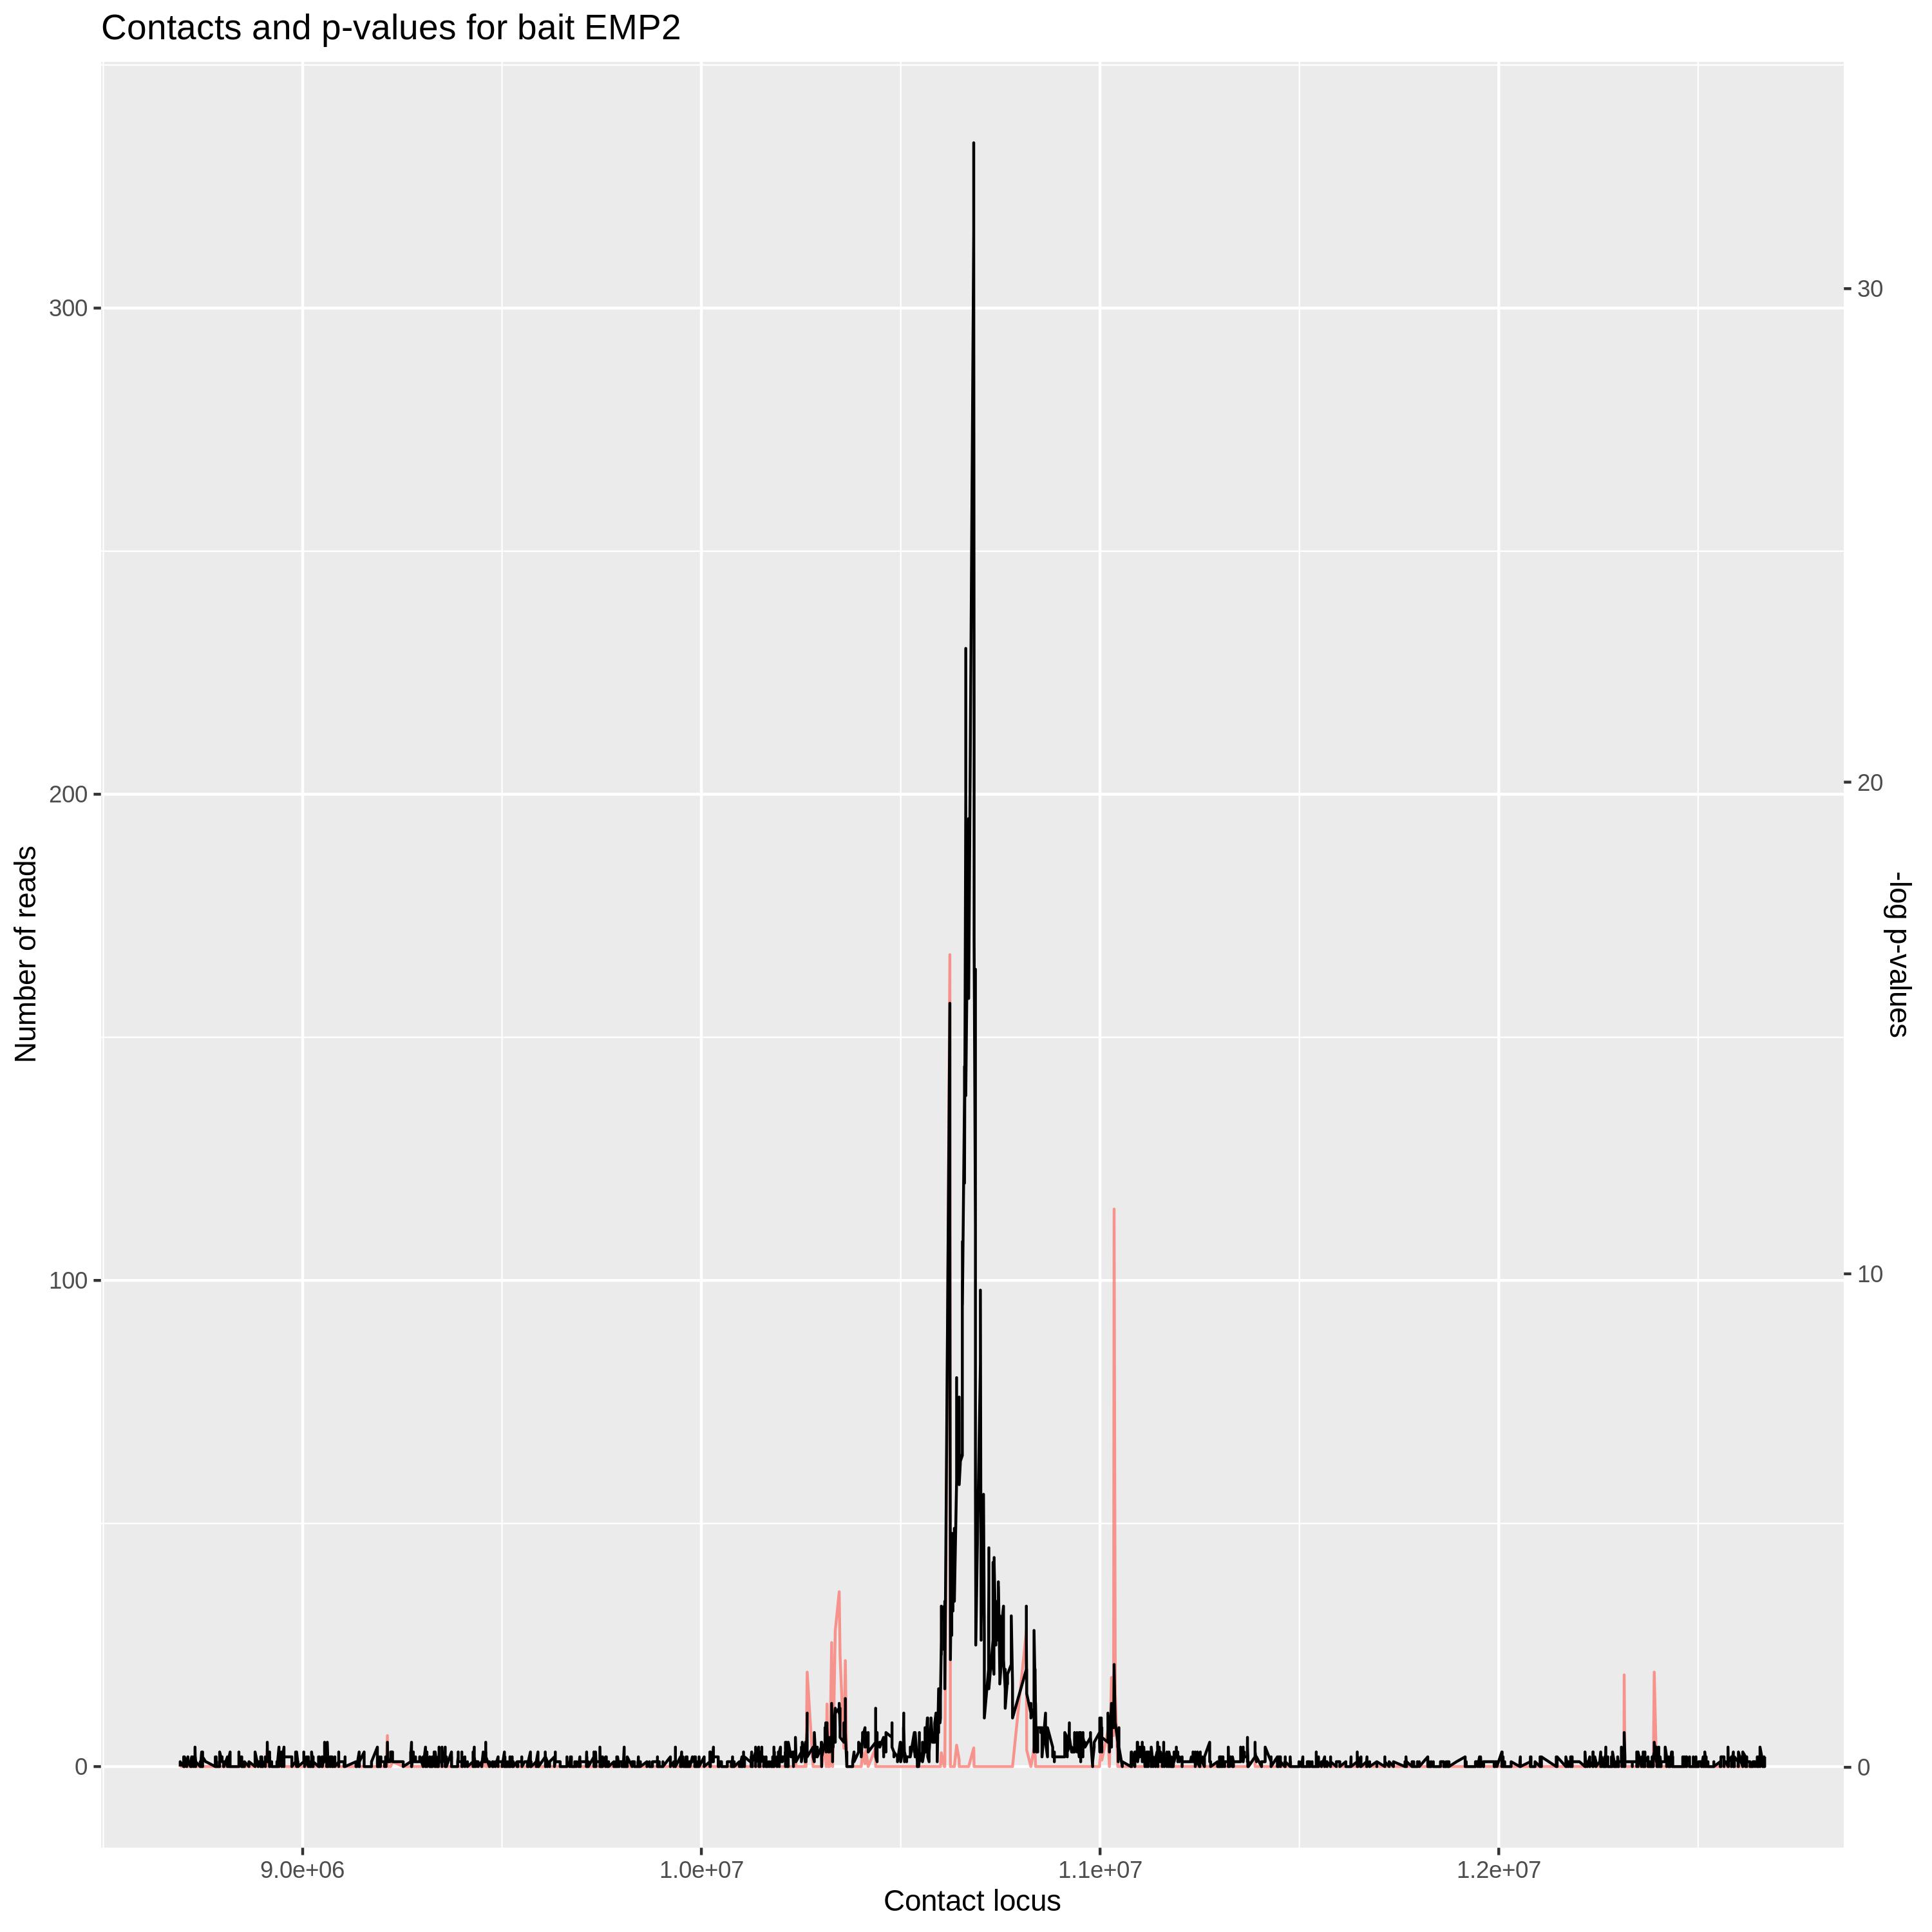 Contacts and p-values for bait EMP2
300
200
100
0
30
20
10
0
Number of reads
-log p-values
9.0e+06
1.0e+07
1.1e+07
1.2e+07
Contact locus